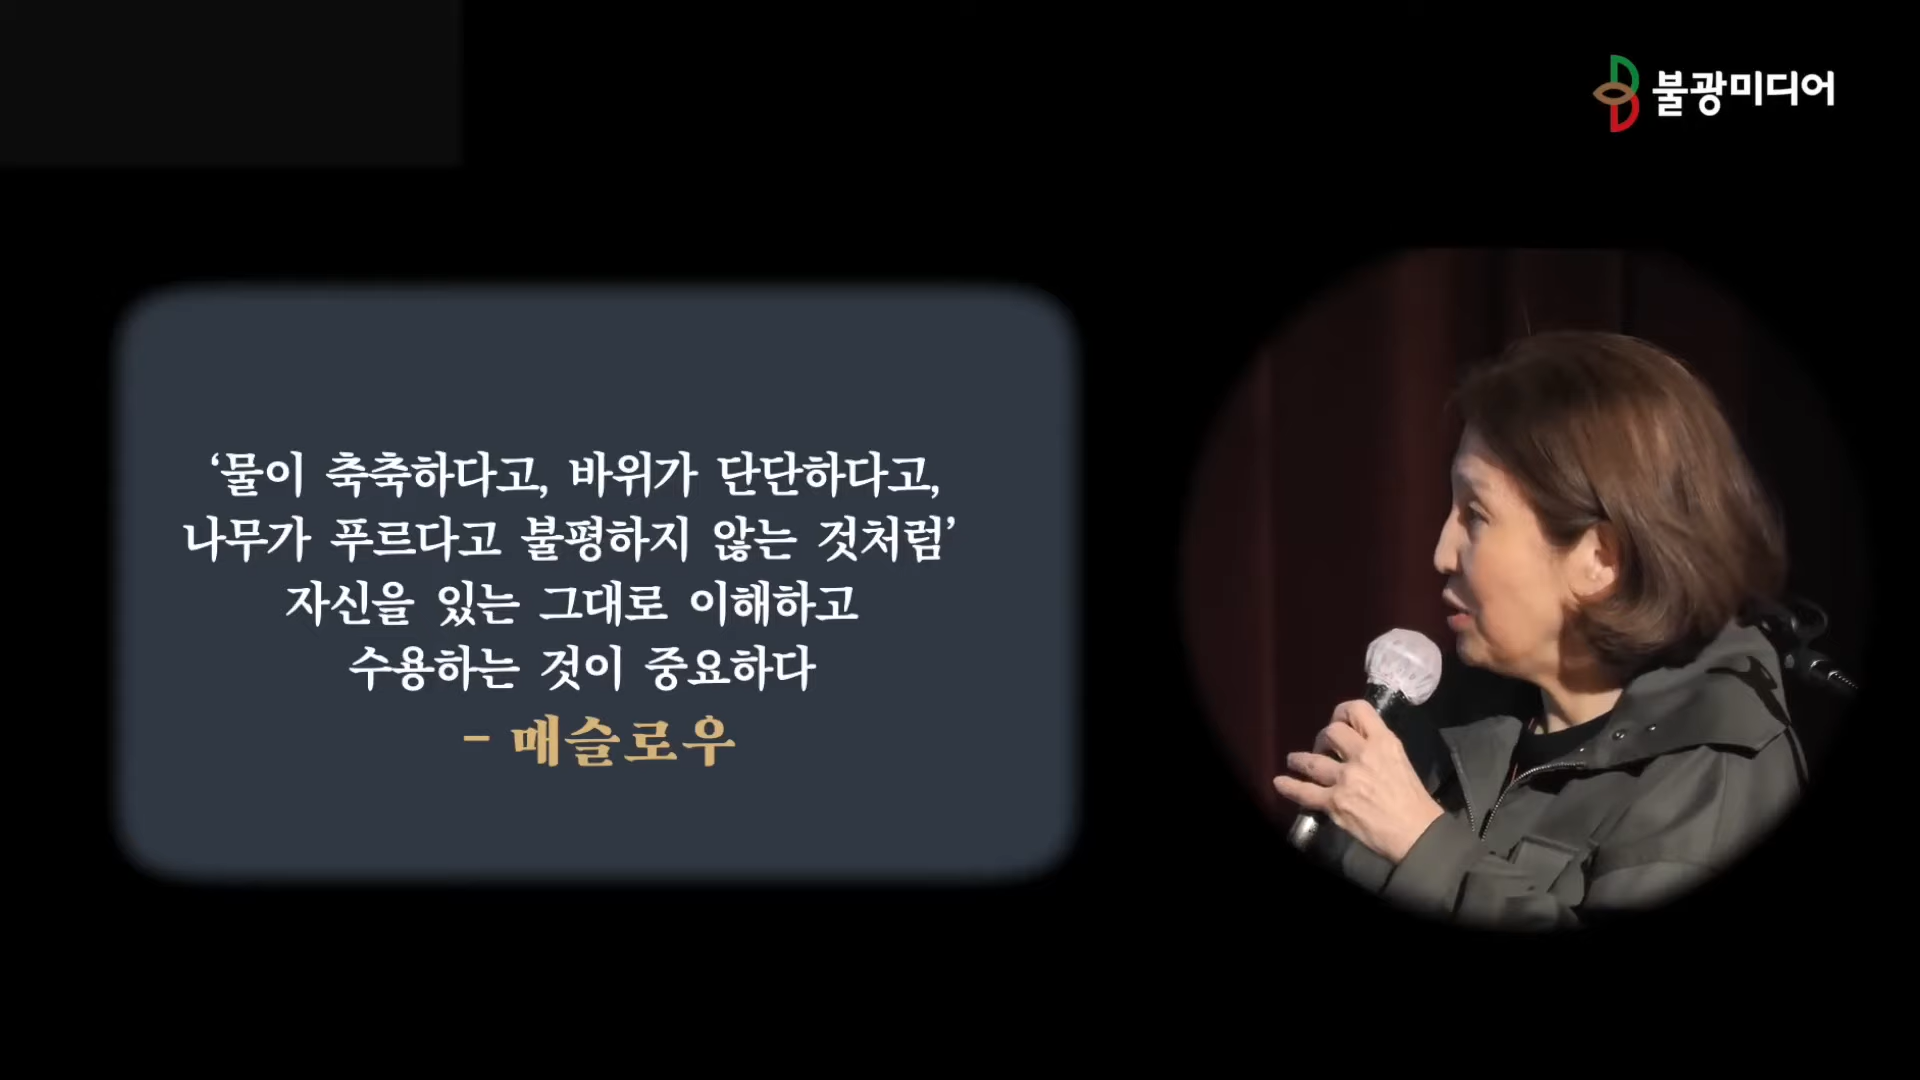 불광미디어
‘물이 축축하다고, 바위가 단단하다고,
나무가 푸르다고 불평하지 않는 것처럼’
자신을 있는 그대로 이해하고
수용하는 것이 중요하다
- 매슬로우